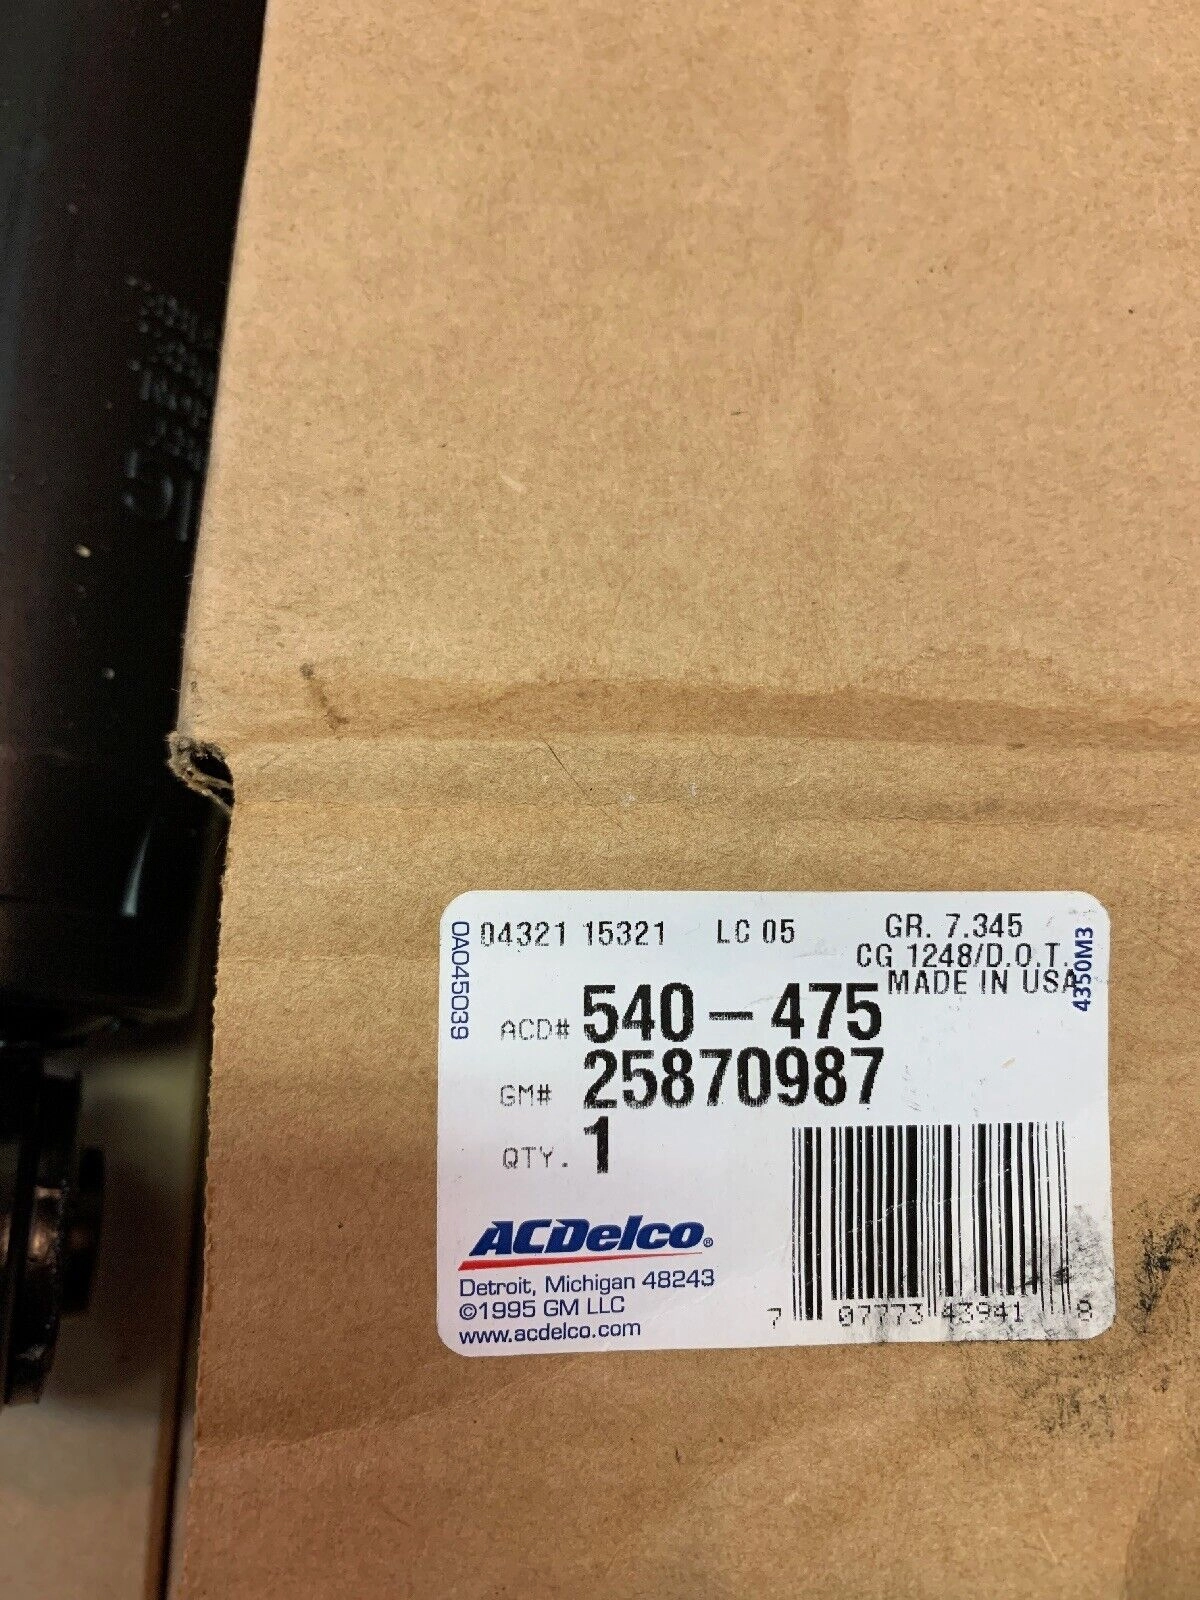 04321 15321 LC 05 GR. 7.345
CG 1248/D.O.T.
MADE IN USA
ACD# 540-475
GM# 25870987
QTY. 1
ACDelco®
Detroit, Michigan 48243
©1995 GM LLC
www.acdelco.com
7 07773 43941 8
0A045039
4350M3